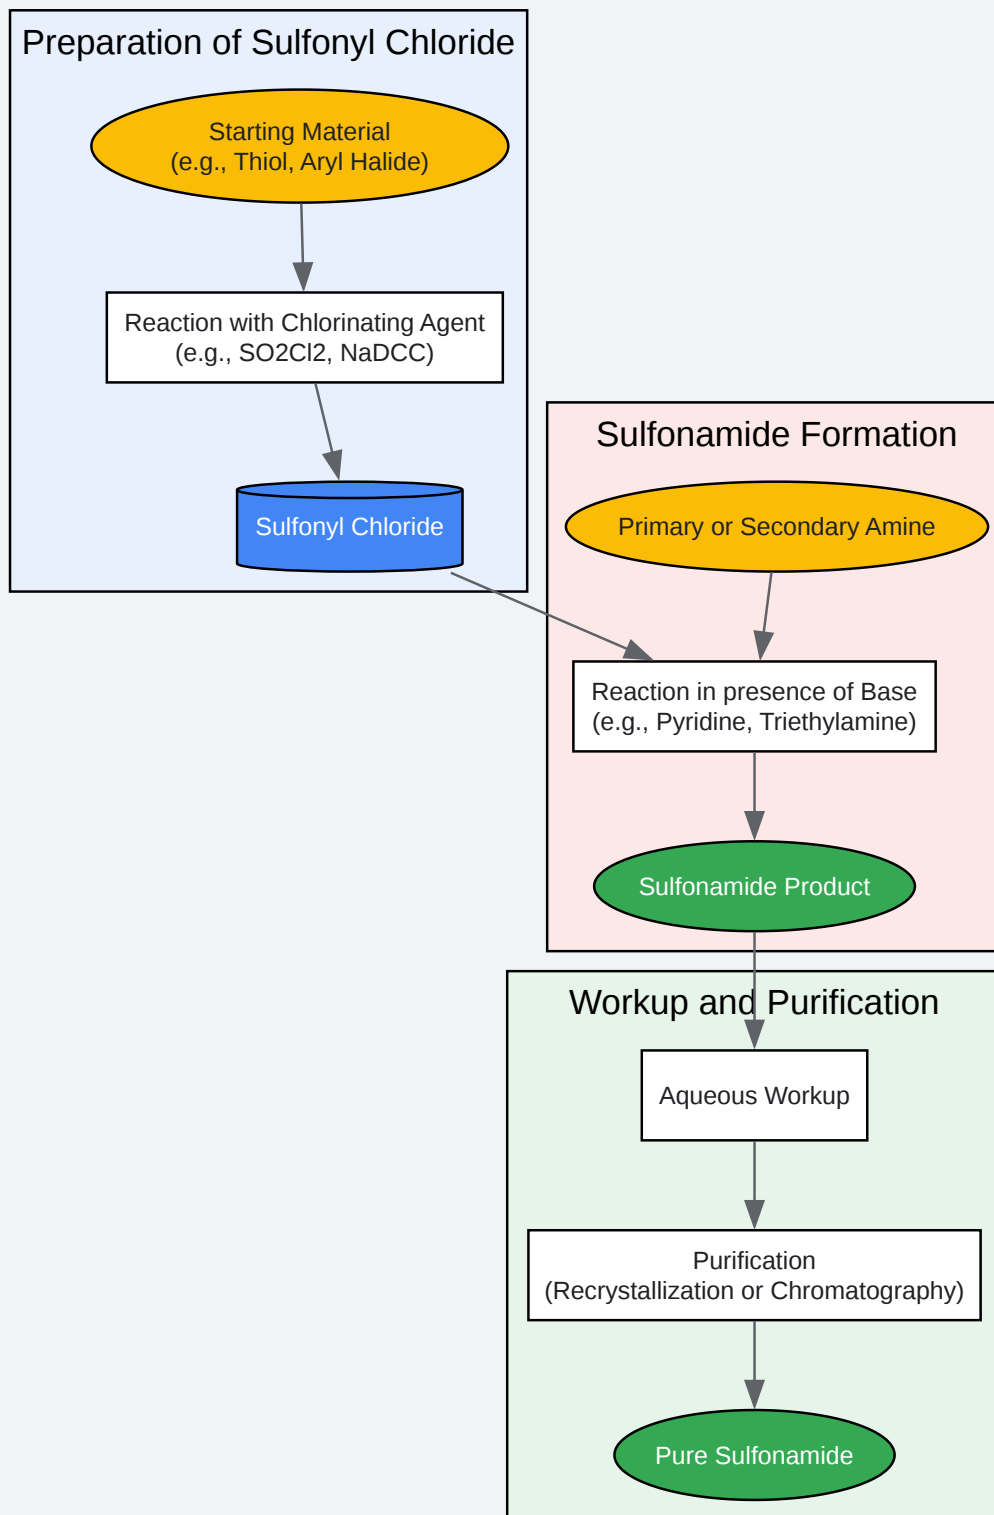 Preparation of Sulfonyl Chloride
Starting Material
(e.g., Thiol, Aryl Halide)
Reaction with Chlorinating Agent
(e.g., SO2Cl2, NaDCC)
Sulfonyl Chloride
Sulfonamide Formation
Primary or Secondary Amine
Reaction in presence of Base
(e.g., Pyridine, Triethylamine)
Sulfonamide Product
Workup and Purification
Aqueous Workup
Purification
(Recrystallization or Chromatography)
Pure Sulfonamide